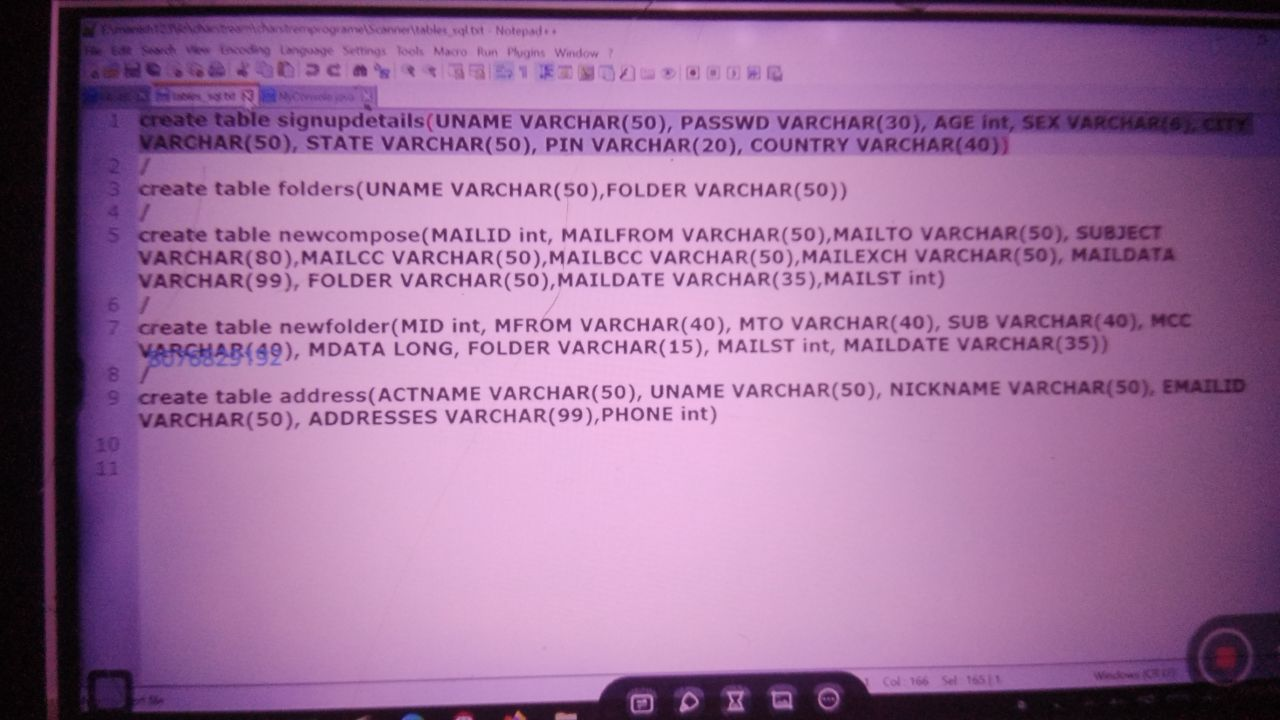 E:\manish123\io\charstream\charstremprograme\Scanner\tables_sql.txt - Notepad++
File Edit Search View Encoding Language Settings Tools Macro Run Plugins Window ?
tables_sql.txt MyConsole.java
1 create table signupdetails(UNAME VARCHAR(50), PASSWD VARCHAR(30), AGE int, SEX VARCHAR(6), CITY
VARCHAR(50), STATE VARCHAR(50), PIN VARCHAR(20), COUNTRY VARCHAR(40))
2 /
3 create table folders(UNAME VARCHAR(50),FOLDER VARCHAR(50))
4 /
5 create table newcompose(MAILID int, MAILFROM VARCHAR(50),MAILTO VARCHAR(50), SUBJECT
VARCHAR(80),MAILCC VARCHAR(50),MAILBCC VARCHAR(50),MAILEXCH VARCHAR(50), MAILDATA
VARCHAR(99), FOLDER VARCHAR(50),MAILDATE VARCHAR(35),MAILST int)
6 /
7 create table newfolder(MID int, MFROM VARCHAR(40), MTO VARCHAR(40), SUB VARCHAR(40), MCC
VARCHAR(40), MDATA LONG, FOLDER VARCHAR(15), MAILST int, MAILDATE VARCHAR(35))
8076829192
8 /
9 create table address(ACTNAME VARCHAR(50), UNAME VARCHAR(50), NICKNAME VARCHAR(50), EMAILID
VARCHAR(50), ADDRESSES VARCHAR(99),PHONE int)
10
11
Col : 166 Sel : 165 | 1 Windows (CR LF)